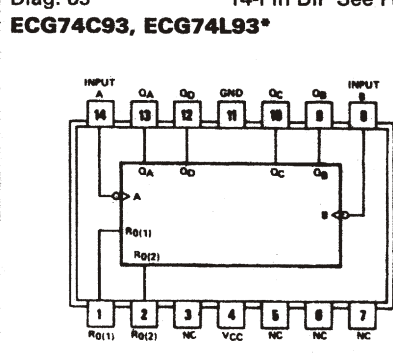 Diag. 83 14-Pin DIP See F
ECG74C93, ECG74L93*
INPUT A QA QD GND QC QB INPUT B
14 13 12 11 10 9 8
QA QD QC QB
A
B
R0(1)
R0(2)
1 2 3 4 5 6 7
R0(1) R0(2) NC VCC NC NC NC